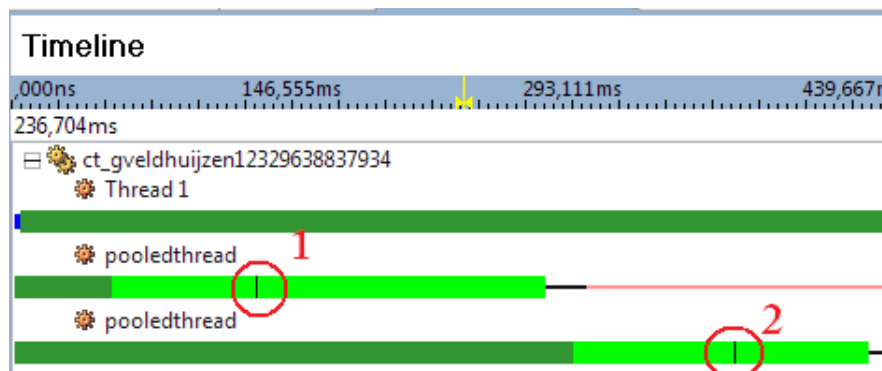 Timeline
,000ns 146,555ms 293,111ms 439,667m
236,704ms
ct_gveldhuijzen12329638837934
Thread 1
pooledthread 1
pooledthread 2